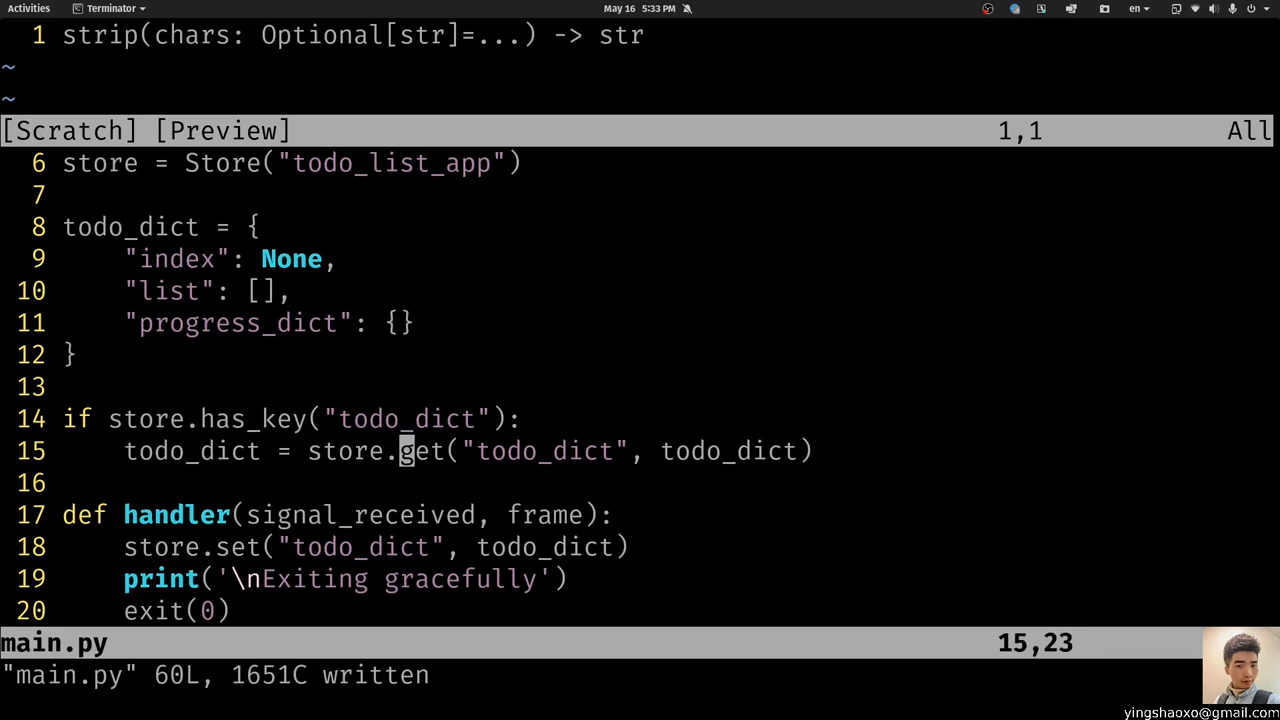 Activities Terminator May 16 5:33 PM en
1 strip(chars: Optional[str]=...) -> str
~
~
[Scratch] [Preview] 1,1 All
6 store = Store("todo_list_app")
7
8 todo_dict = {
9 "index": None,
10 "list": [],
11 "progress_dict": {}
12 }
13
14 if store.has_key("todo_dict"):
15 todo_dict = store.get("todo_dict", todo_dict)
16
17 def handler(signal_received, frame):
18 store.set("todo_dict", todo_dict)
19 print('\nExiting gracefully')
20 exit(0)
main.py 15,23
"main.py" 60L, 1651C written
yingshaoxo@gmail.com